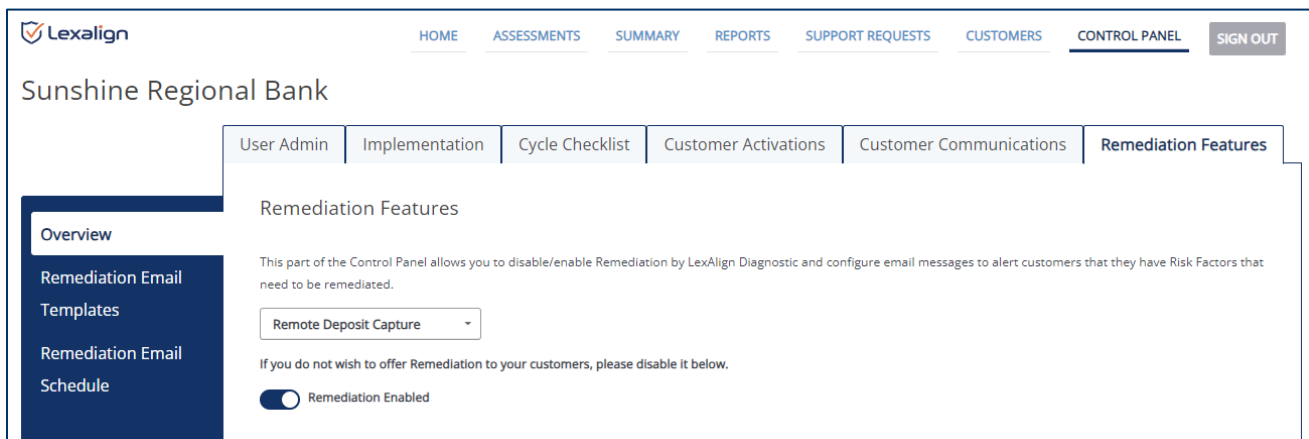 Lexalign
HOME ASSESSMENTS SUMMARY REPORTS SUPPORT REQUESTS CUSTOMERS CONTROL PANEL SIGN OUT
Sunshine Regional Bank
User Admin Implementation Cycle Checklist Customer Activations Customer Communications Remediation Features
Overview
Remediation Email
Templates
Remediation Email
Schedule
Remediation Features
This part of the Control Panel allows you to disable/enable Remediation by LexAlign Diagnostic and configure email messages to alert customers that they have Risk Factors that
need to be remediated.
Remote Deposit Capture
If you do not wish to offer Remediation to your customers, please disable it below.
Remediation Enabled